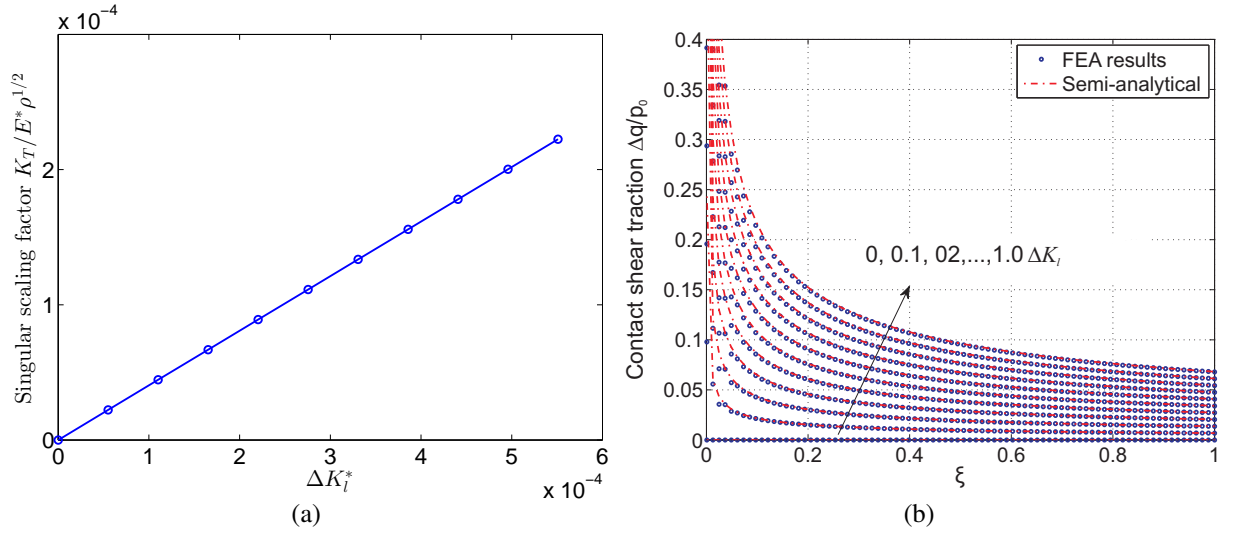 x 10⁻⁴
Singular scaling factor K_T/E*ρ^{1/2}
2
1
0
0 1 2 3 4 5 6
ΔK_l^*
x 10⁻⁴
(a)
FEA results
Semi-analytical
Contact shear traction Δq/p₀
0.4
0.35
0.3
0.25
0.2
0.15
0.1
0.05
0
0, 0.1, 02,...,1.0 ΔK_l
0 0.2 0.4 0.6 0.8 1
ξ
(b)